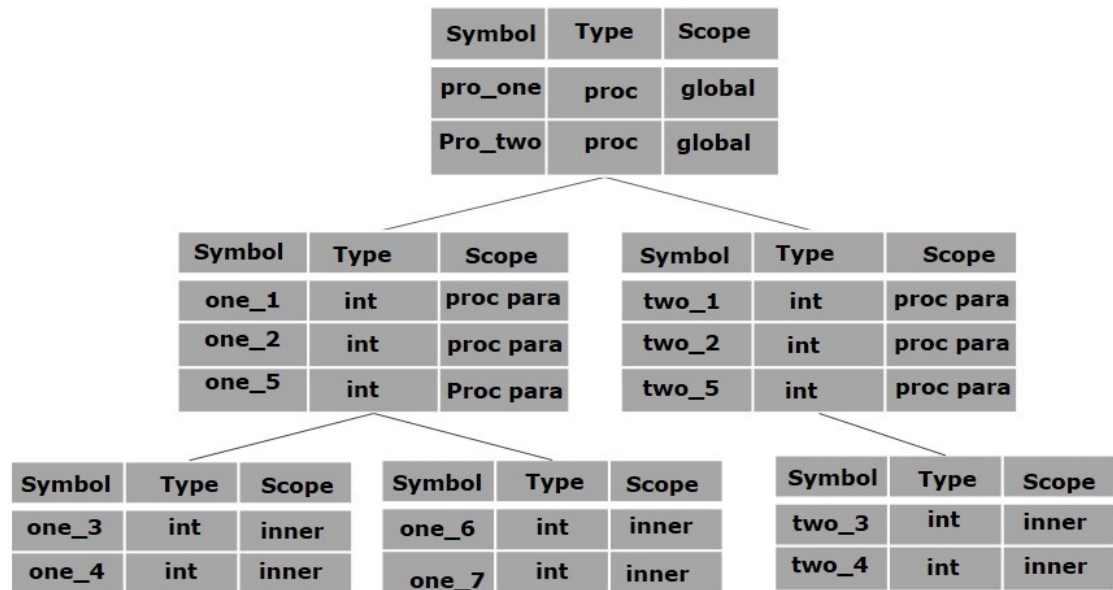 Symbol Type Scope
pro_one proc global
Pro_two proc global
Symbol Type Scope
one_1 int proc para
one_2 int proc para
one_5 int Proc para
Symbol Type Scope
two_1 int proc para
two_2 int proc para
two_5 int proc para
Symbol Type Scope
one_3 int inner
one_4 int inner
Symbol Type Scope
one_6 int inner
one_7 int inner
Symbol Type Scope
two_3 int inner
two_4 int inner